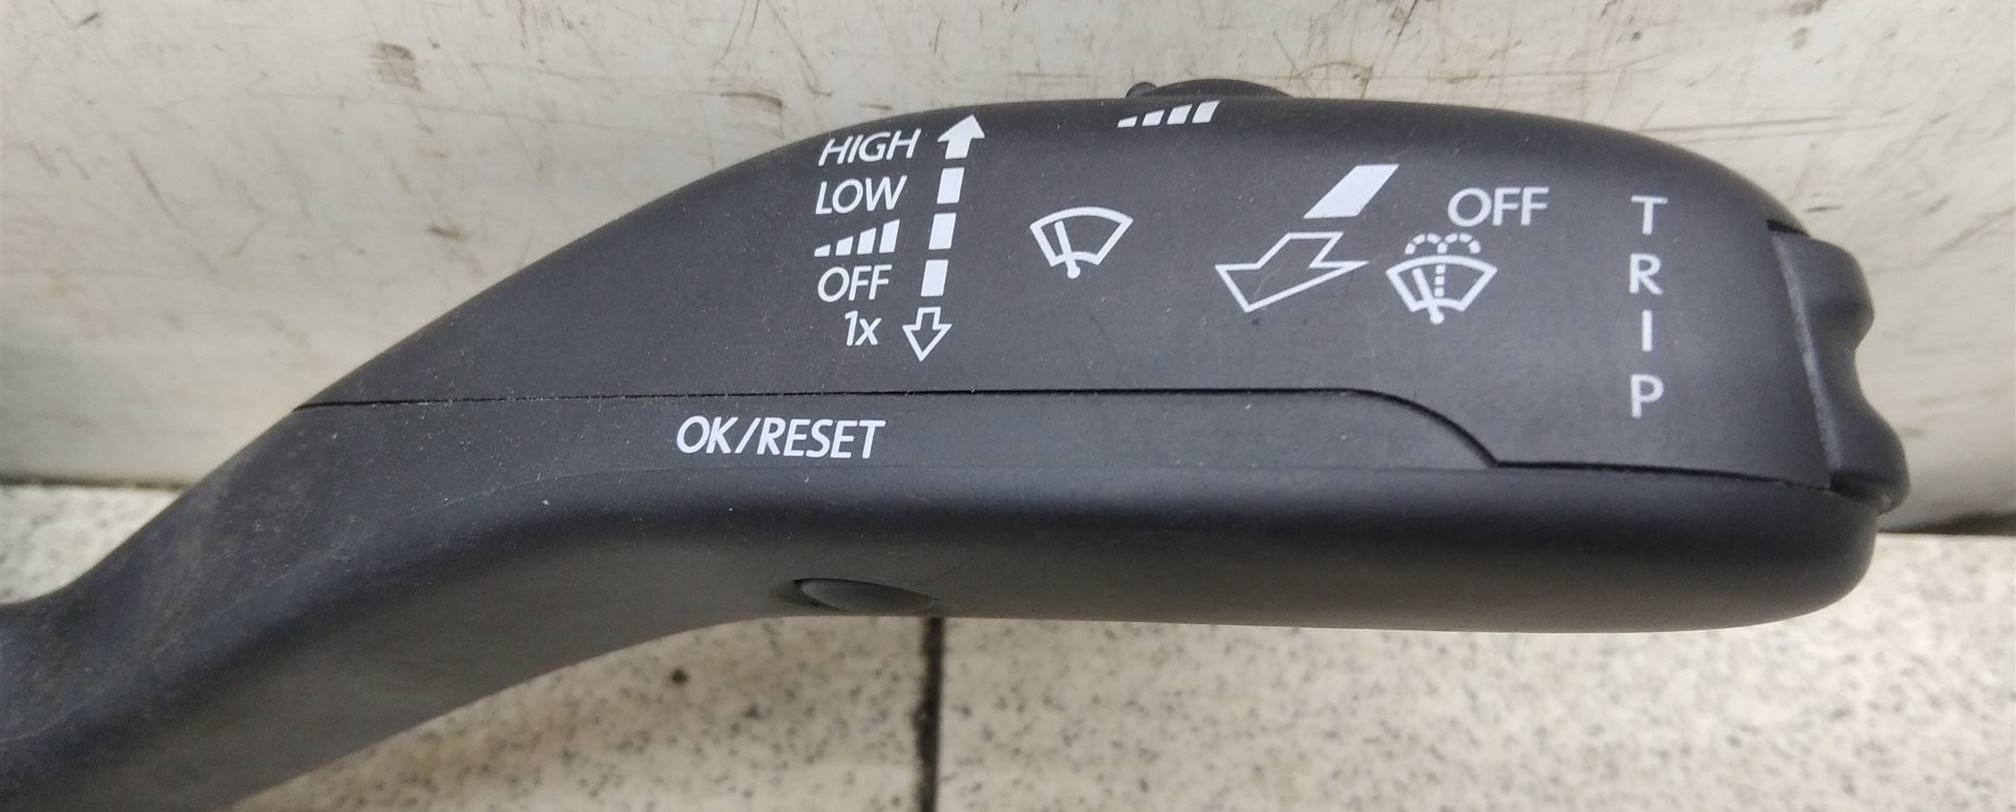 HIGH
LOW
OFF
1x
OFF
TRIP
OK/RESET